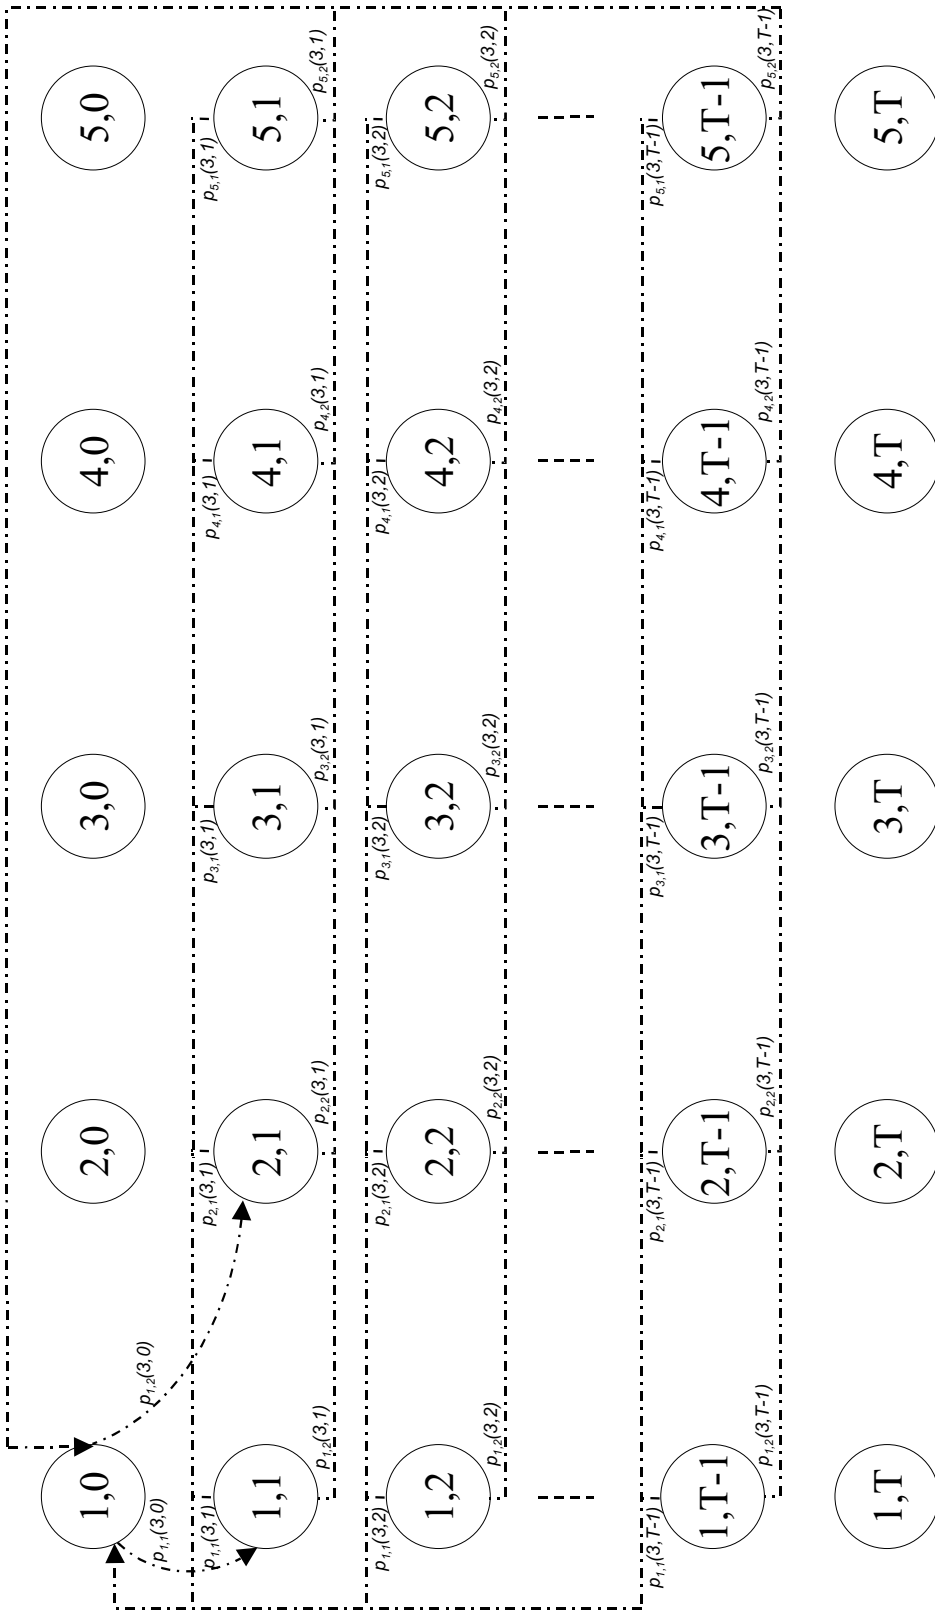 1,0 2,0 3,0 4,0 5,0
p1,1(3,0) p1,2(3,0)
p1,1(3,1) p2,1(3,1) p3,1(3,1) p4,1(3,1) p5,1(3,1)
1,1 2,1 3,1 4,1 5,1
p1,2(3,1) p2,2(3,1) p3,2(3,1) p4,2(3,1) p5,2(3,1)
p1,1(3,2) p2,1(3,2) p3,1(3,2) p4,1(3,2) p5,1(3,2)
1,2 2,2 3,2 4,2 5,2
p1,2(3,2) p2,2(3,2) p3,2(3,2) p4,2(3,2) p5,2(3,2)
p1,1(3,T-1) p2,1(3,T-1) p3,1(3,T-1) p4,1(3,T-1) p5,1(3,T-1)
1,T-1 2,T-1 3,T-1 4,T-1 5,T-1
p1,2(3,T-1) p2,2(3,T-1) p3,2(3,T-1) p4,2(3,T-1) p5,2(3,T-1)
1,T 2,T 3,T 4,T 5,T